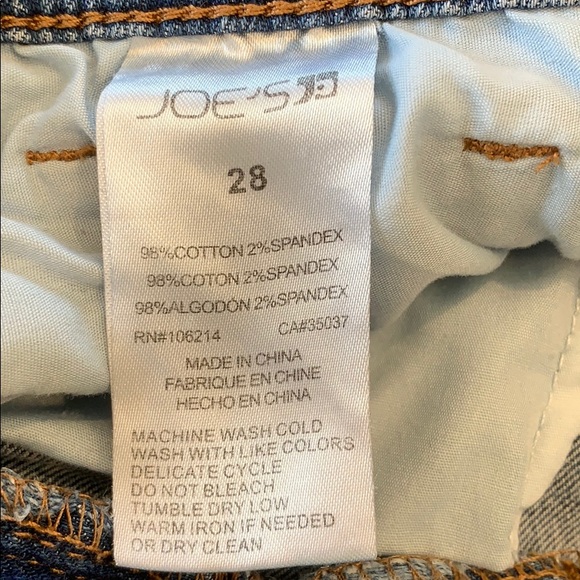 JOE'S
28
98%COTTON 2%SPANDEX
98%COTON 2%SPANDEX
98%ALGODON 2%SPANDEX
RN#106214 CA#35037
MADE IN CHINA
FABRIQUE EN CHINE
HECHO EN CHINA
MACHINE WASH COLD
WASH WITH LIKE COLORS
DELICATE CYCLE
DO NOT BLEACH
TUMBLE DRY LOW
WARM IRON IF NEEDED
OR DRY CLEAN